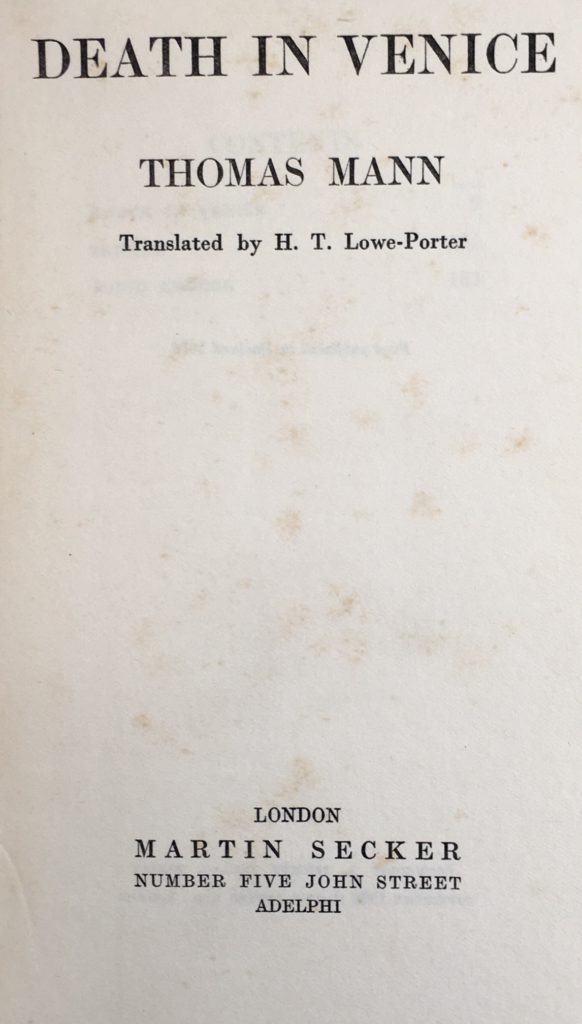 DEATH IN VENICE
THOMAS MANN
Translated by H. T. Lowe-Porter
LONDON
MARTIN SECKER
NUMBER FIVE JOHN STREET
ADELPHI